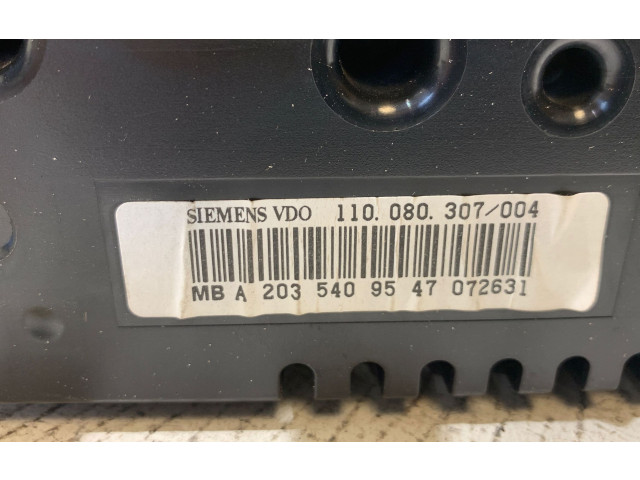 SIEMENS VDO 110.080.307/004
MB A 203 540 95 47 072631